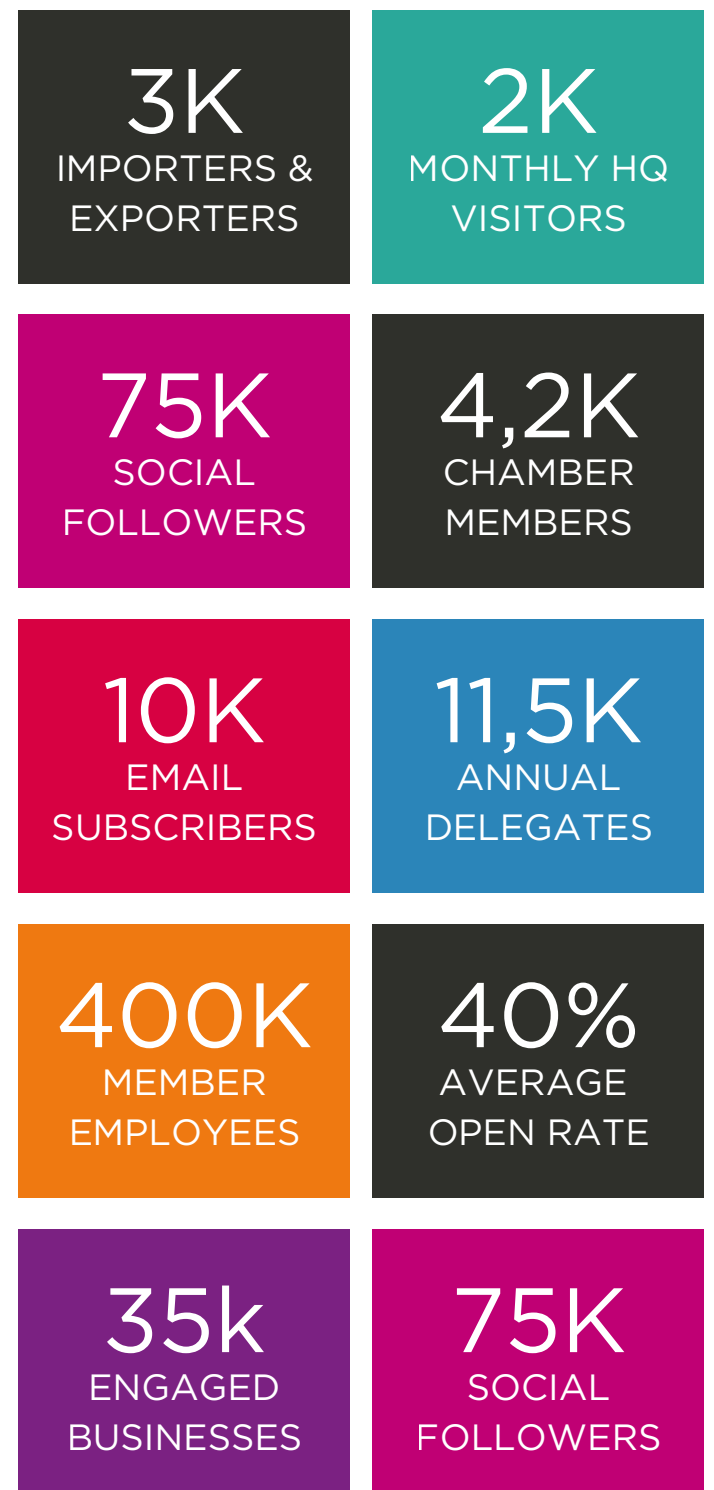 3K
IMPORTERS &
EXPORTERS
2K
MONTHLY HQ
VISITORS
75K
SOCIAL
FOLLOWERS
4,2K
CHAMBER
MEMBERS
10K
EMAIL
SUBSCRIBERS
11,5K
ANNUAL
DELEGATES
400K
MEMBER
EMPLOYEES
40%
AVERAGE
OPEN RATE
35k
ENGAGED
BUSINESSES
75K
SOCIAL
FOLLOWERS